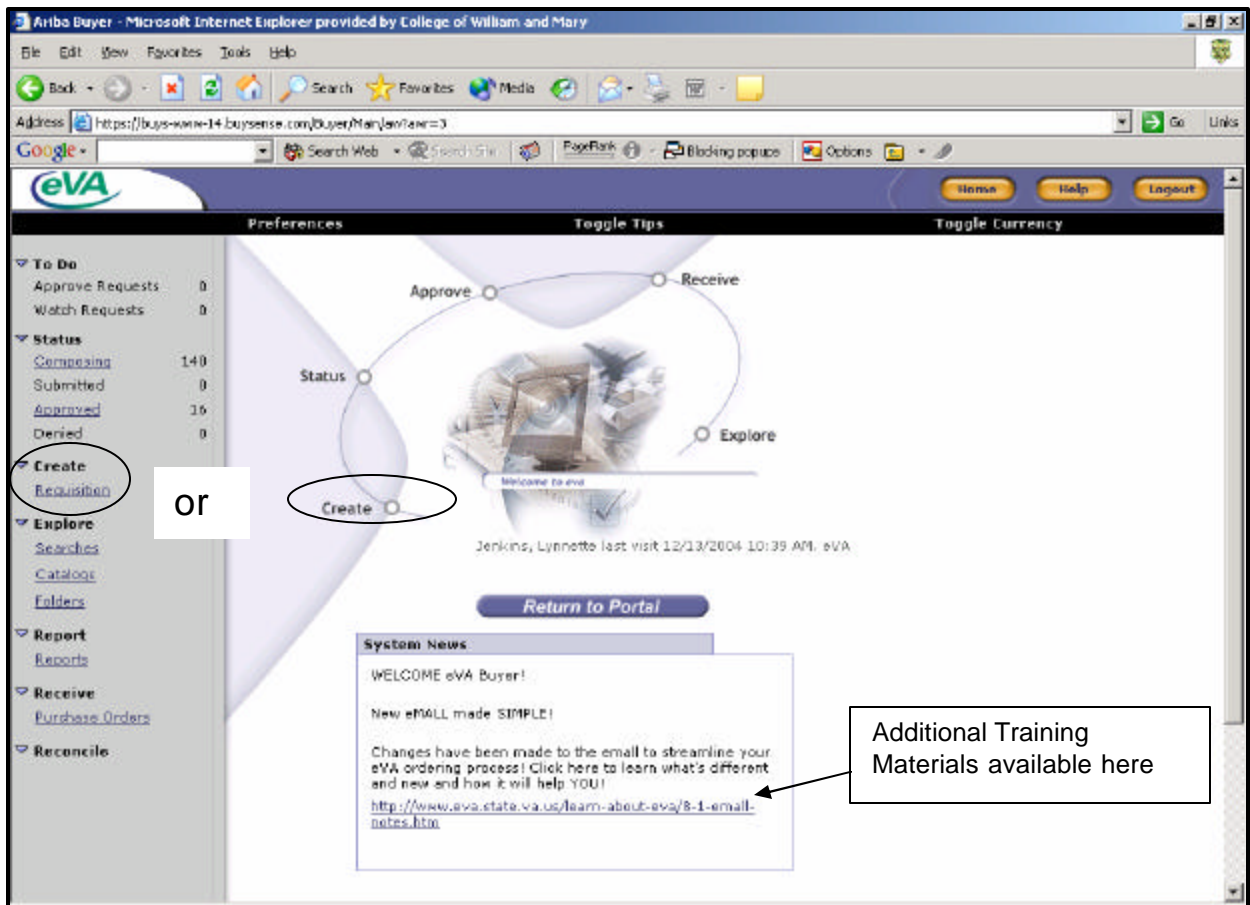 Ariba Buyer - Microsoft Internet Explorer provided by College of William and Mary
File Edit View Favorites Tools Help
Back Search Favorites Media
Address https://buys-www-14.buysense.com/Buyer/Main/aw?awr=3 Go Links
Google Search Web Search Site PageRank Blocking popups Options
eVA Home Help Logout
Preferences Toggle Tips Toggle Currency
To Do
Approve Requests 0
Watch Requests 0
Status
Composing 140
Submitted 0
Approved 16
Denied 0
Create
Requisition
or
Explore
Searches
Catalogs
Folders
Report
Reports
Receive
Purchase Orders
Reconcile
Approve
Receive
Status
Explore
Create
Welcome to eva
Jenkins, Lynnette last visit 12/13/2004 10:39 AM. eVA
Return to Portal
System News
WELCOME eVA Buyer!
New eMALL made SIMPLE!
Changes have been made to the email to streamline your
eVA ordering process! Click here to learn what's different
and new and how it will help YOU!
http://www.eva.state.va.us/learn-about-eva/8-1-emall-
notes.htm
Additional Training
Materials available here